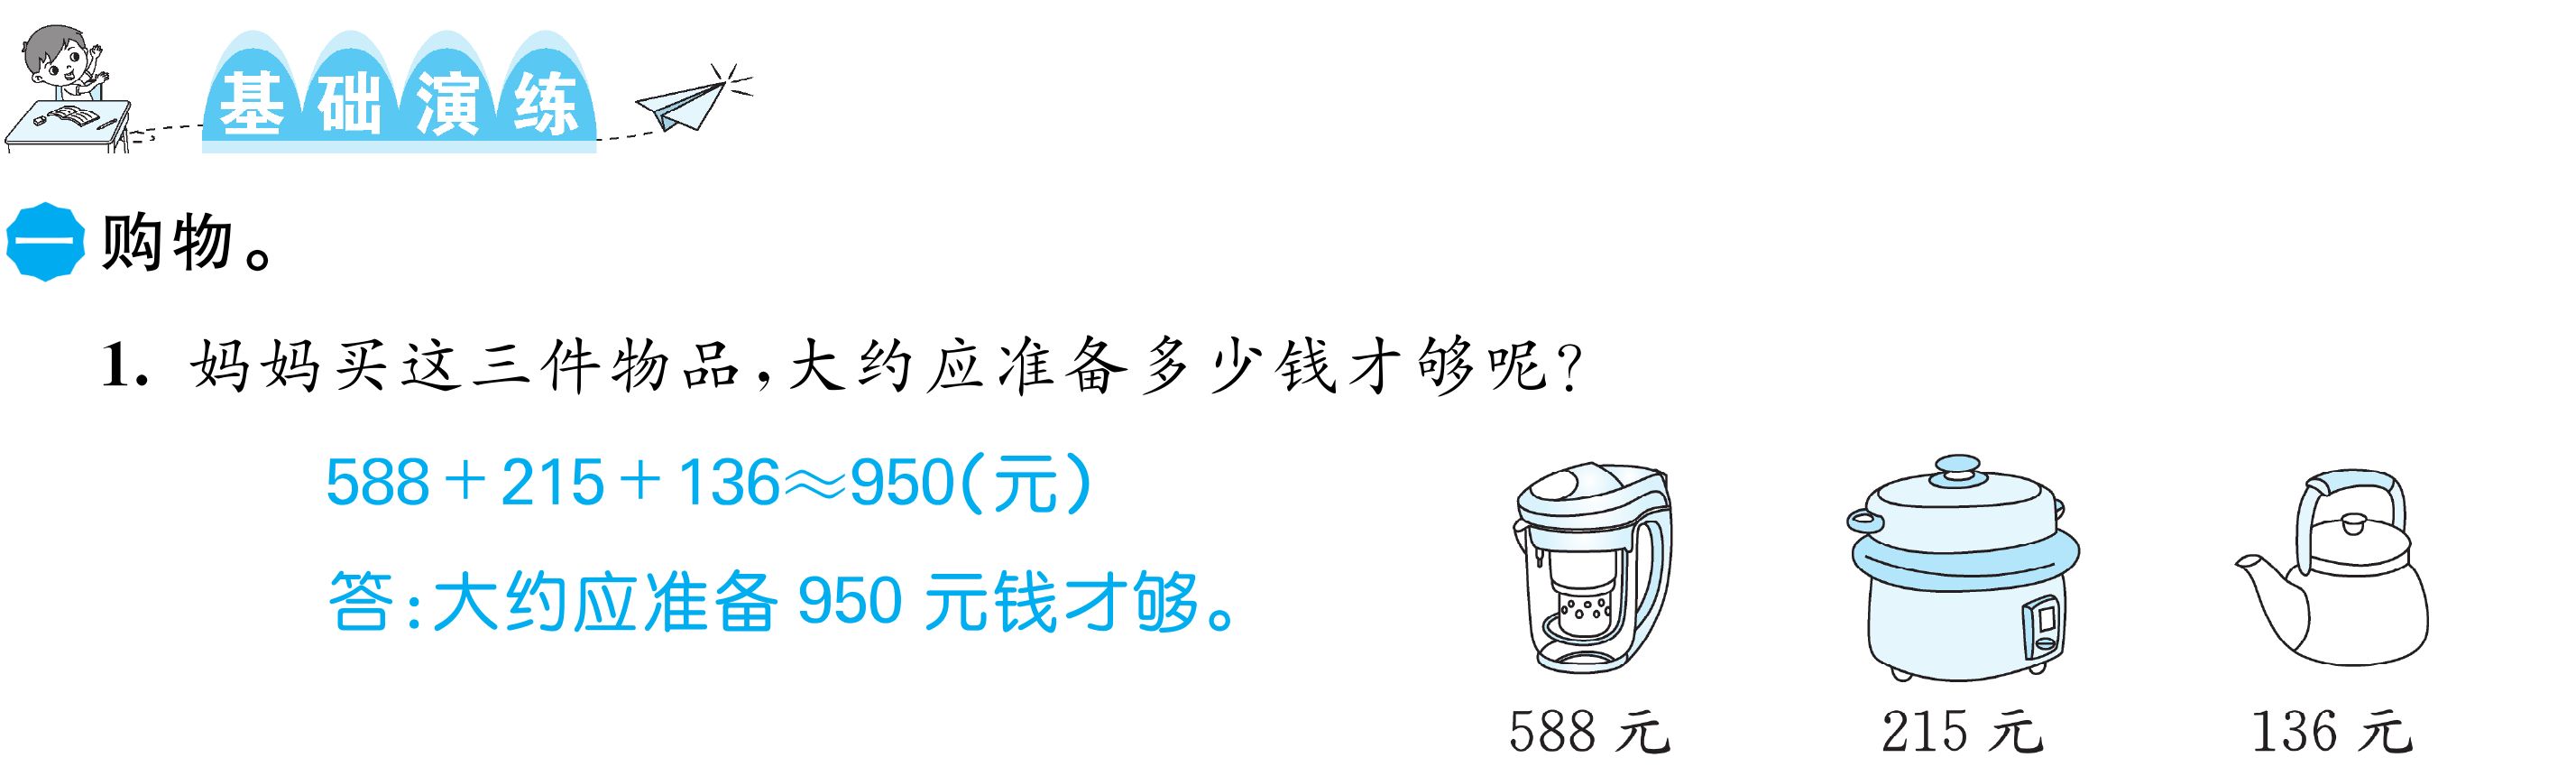 基础演练
一 购物。
1. 妈妈买这三件物品，大约应准备多少钱才够呢？
588＋215＋136≈950(元)
答：大约应准备 950 元钱才够。
588 元 215 元 136 元